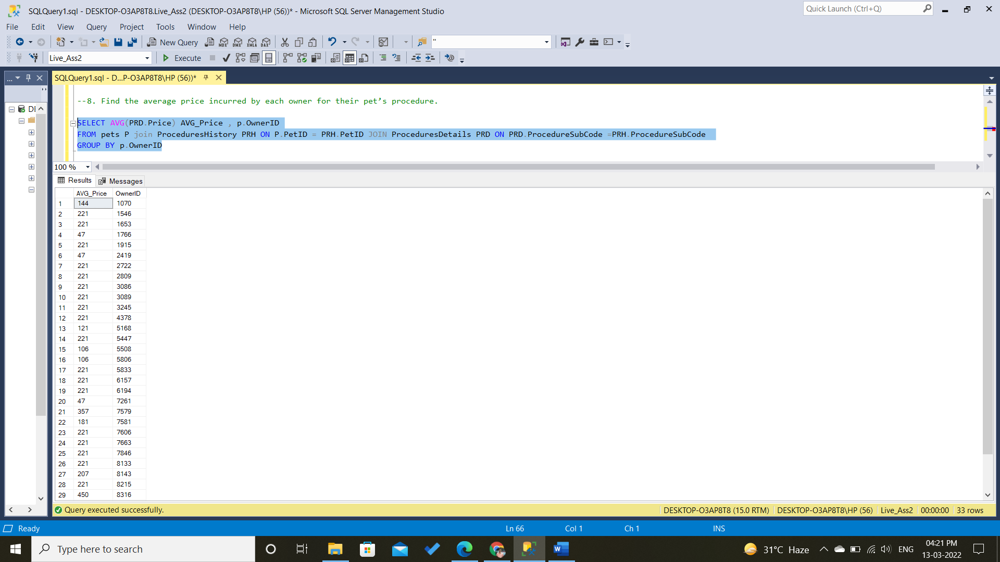 SQLQuery1.sql - DESKTOP-O3AP8T8.Live_Ass2 (DESKTOP-O3AP8T8\HP (56))* - Microsoft SQL Server Management Studio
Quick Launch (Ctrl+Q)
File Edit View Query Project Tools Window Help
New Query MDX DMX XMLA DAX "
Live_Ass2 Execute
... SQLQuery1.sql - D...P-O3AP8T8\HP (56))*
--8. Find the average price incurred by each owner for their pet’s procedure.
SELECT AVG(PRD.Price) AVG_Price , p.OwnerID
FROM pets P join ProceduresHistory PRH ON P.PetID = PRH.PetID JOIN ProceduresDetails PRD ON PRD.ProcedureSubCode =PRH.ProcedureSubCode
GROUP BY p.OwnerID
100 %
Results Messages
AVG_Price OwnerID
1 144 1070
2 221 1546
3 221 1653
4 47 1766
5 221 1915
6 47 2419
7 221 2722
8 221 2809
9 221 3086
10 221 3089
11 221 3245
12 221 4378
13 121 5168
14 221 5447
15 106 5508
16 106 5806
17 221 5833
18 221 6157
19 221 6194
20 47 7261
21 357 7579
22 181 7581
23 221 7606
24 221 7663
25 221 7846
26 221 8133
27 207 8143
28 221 8215
29 450 8316
Query executed successfully. DESKTOP-O3AP8T8 (15.0 RTM) DESKTOP-O3AP8T8\HP (56) Live_Ass2 00:00:00 33 rows
Ready Ln 66 Col 1 Ch 1 INS
Type here to search 31°C Haze ENG 04:21 PM
13-03-2022